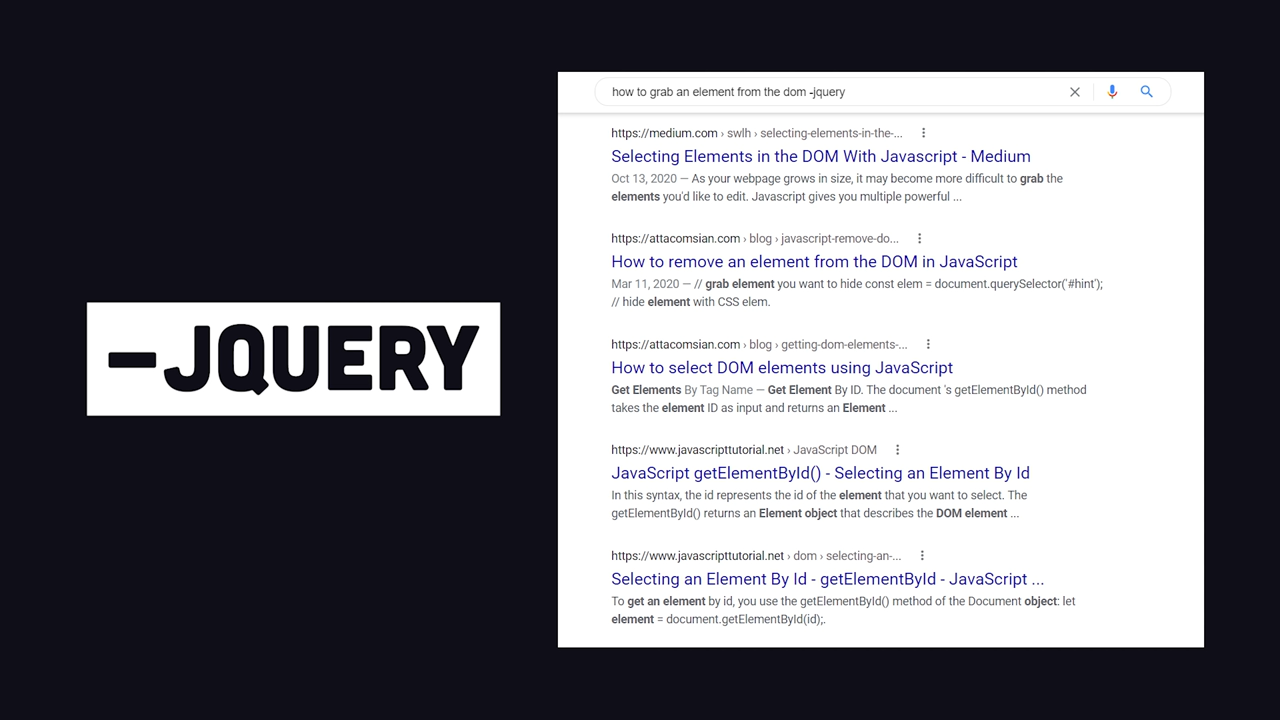 –JQUERY
how to grab an element from the dom -jquery
https://medium.com › swlh › selecting-elements-in-the-...
Selecting Elements in the DOM With Javascript - Medium
Oct 13, 2020 — As your webpage grows in size, it may become more difficult to grab the
elements you'd like to edit. Javascript gives you multiple powerful ...
https://attacomsian.com › blog › javascript-remove-do...
How to remove an element from the DOM in JavaScript
Mar 11, 2020 — // grab element you want to hide const elem = document.querySelector('#hint');
// hide element with CSS elem.
https://attacomsian.com › blog › getting-dom-elements-...
How to select DOM elements using JavaScript
Get Elements By Tag Name — Get Element By ID. The document 's getElementById() method
takes the element ID as input and returns an Element ...
https://www.javascripttutorial.net › JavaScript DOM
JavaScript getElementById() - Selecting an Element By Id
In this syntax, the id represents the id of the element that you want to select. The
getElementById() returns an Element object that describes the DOM element ...
https://www.javascripttutorial.net › dom › selecting-an-...
Selecting an Element By Id - getElementById - JavaScript ...
To get an element by id, you use the getElementById() method of the Document object: let
element = document.getElementById(id);.